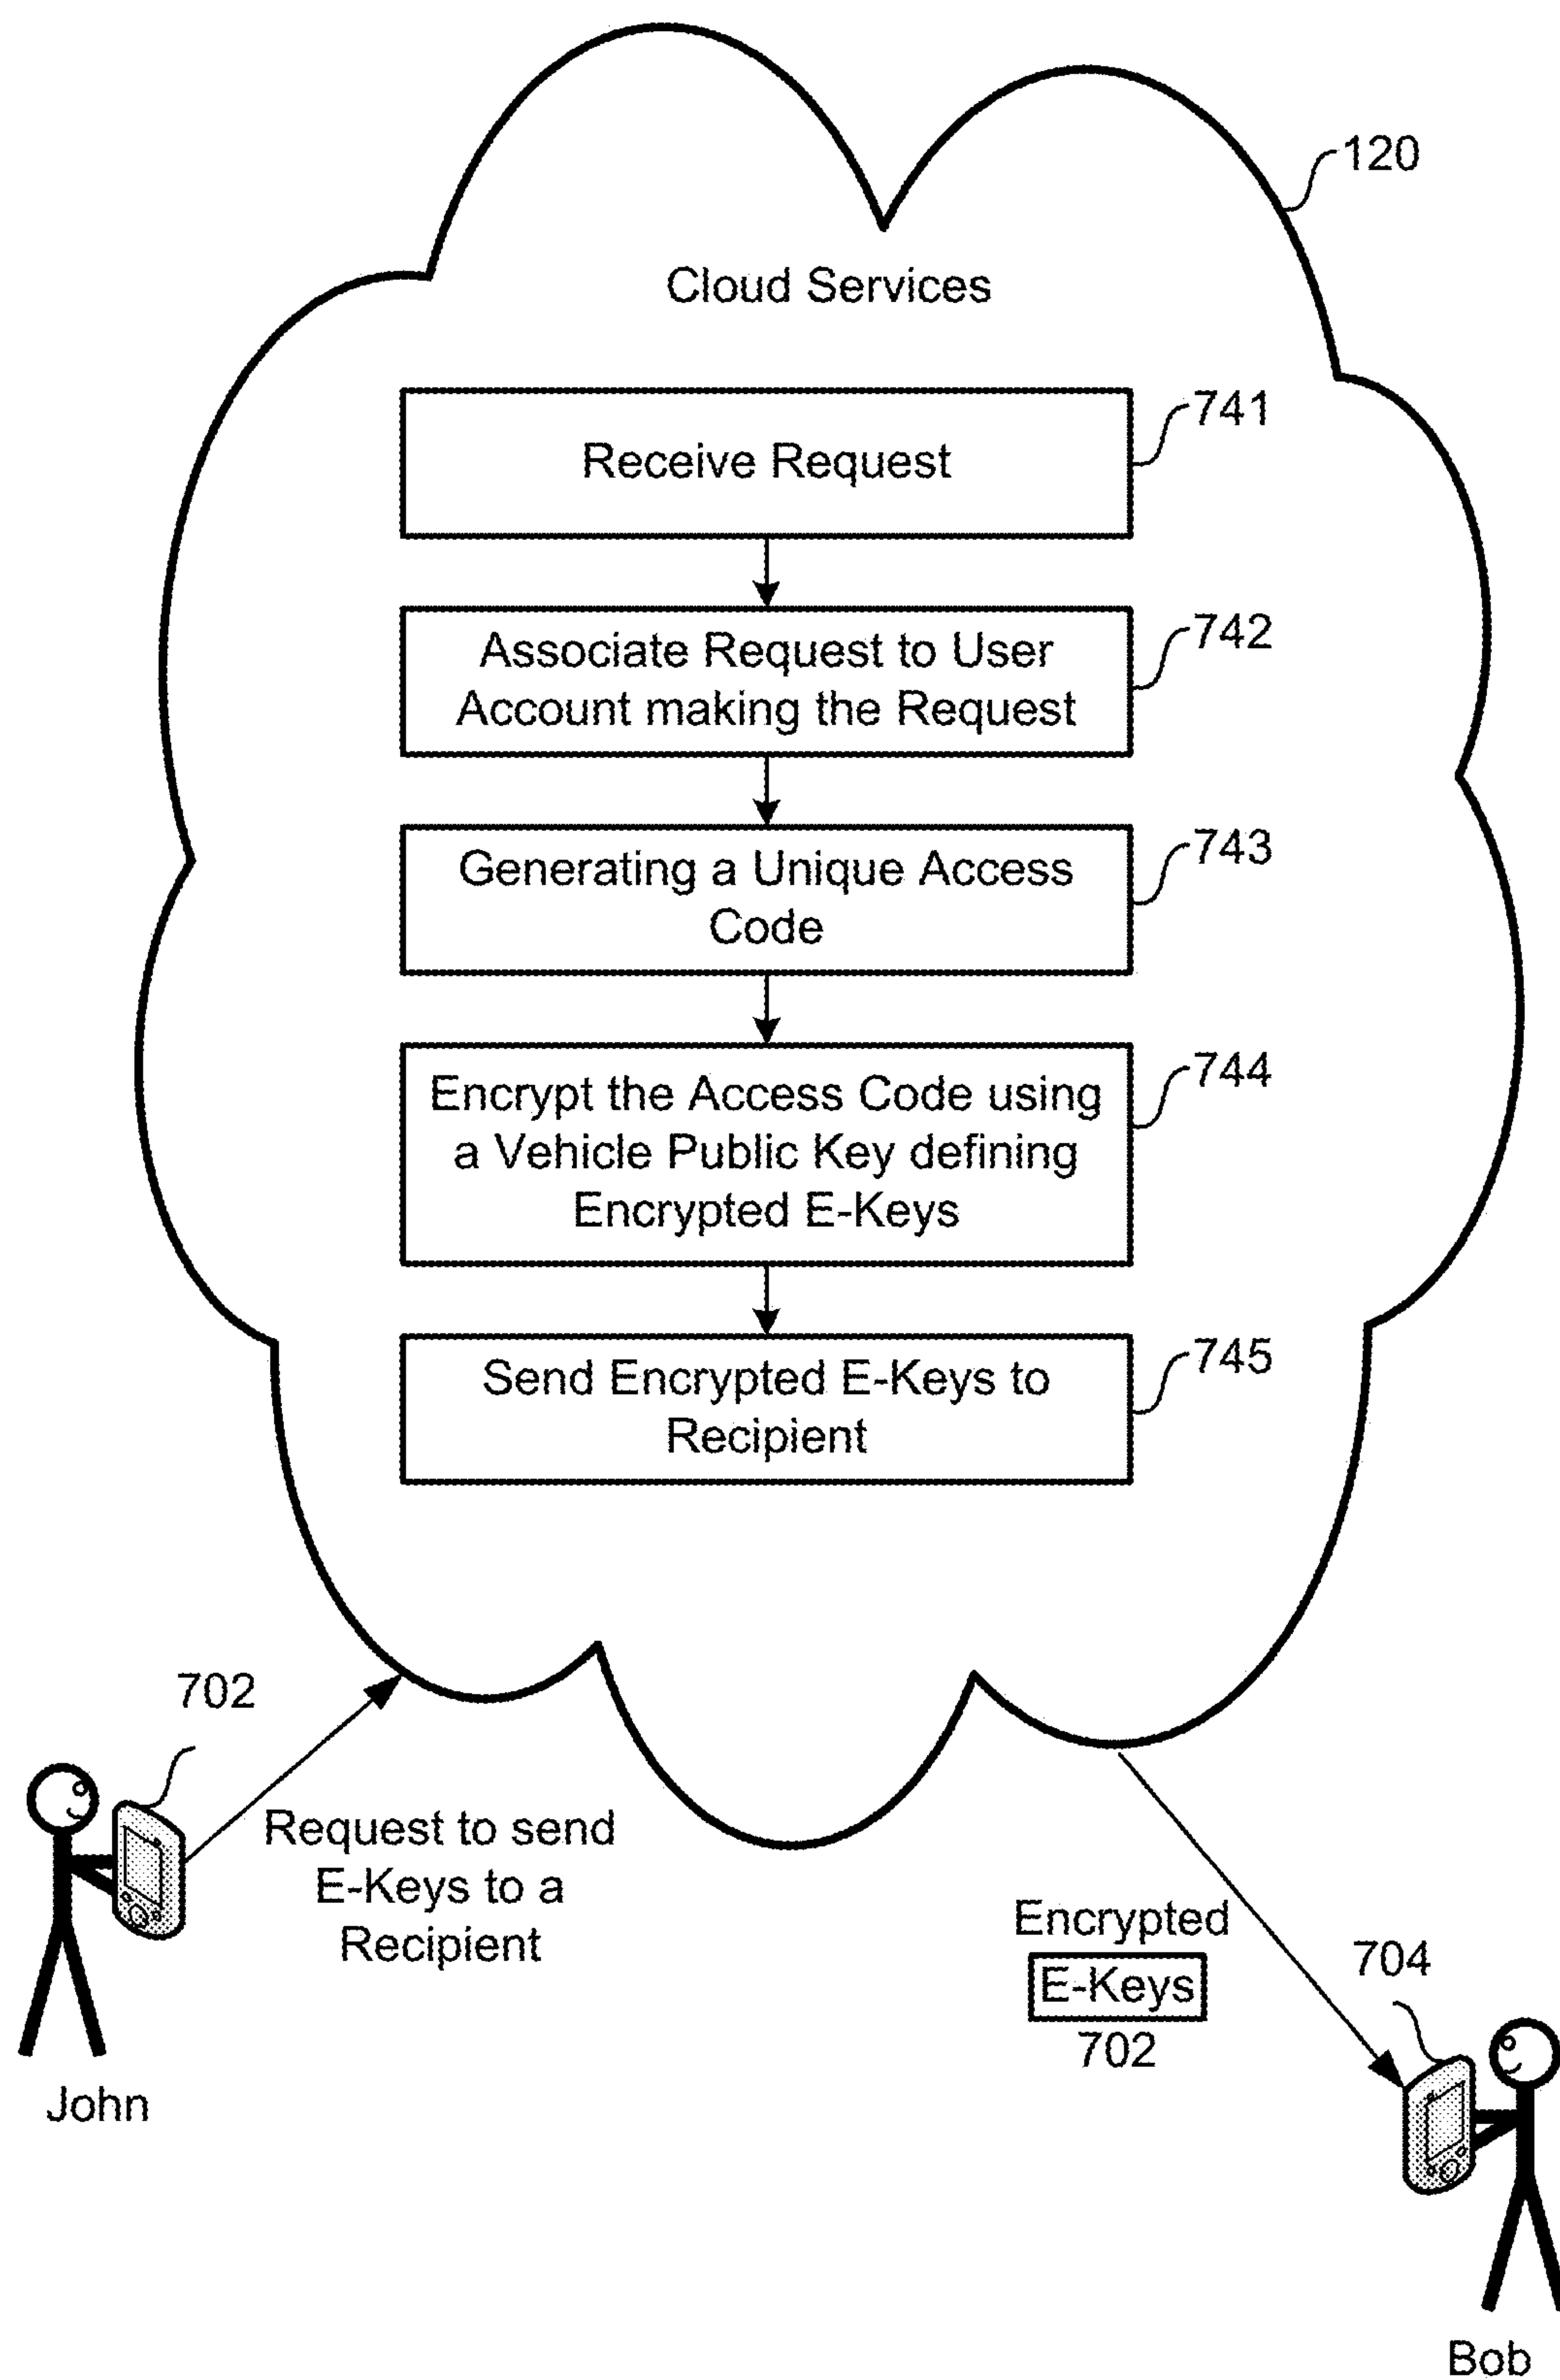 120
Cloud Services
741
Receive Request
742
Associate Request to User
Account making the Request
743
Generating a Unique Access
Code
744
Encrypt the Access Code using
a Vehicle Public Key defining
Encrypted E-Keys
745
Send Encrypted E-Keys to
Recipient
702
Request to send
E-Keys to a
Recipient
John
Encrypted
E-Keys
702
704
Bob